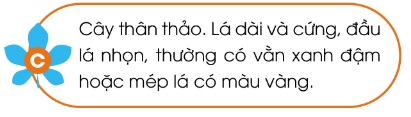 C
Cây thân thảo. Lá dài và cứng, đầu
lá nhọn, thường có vằn xanh đậm
hoặc mép lá có màu vàng.